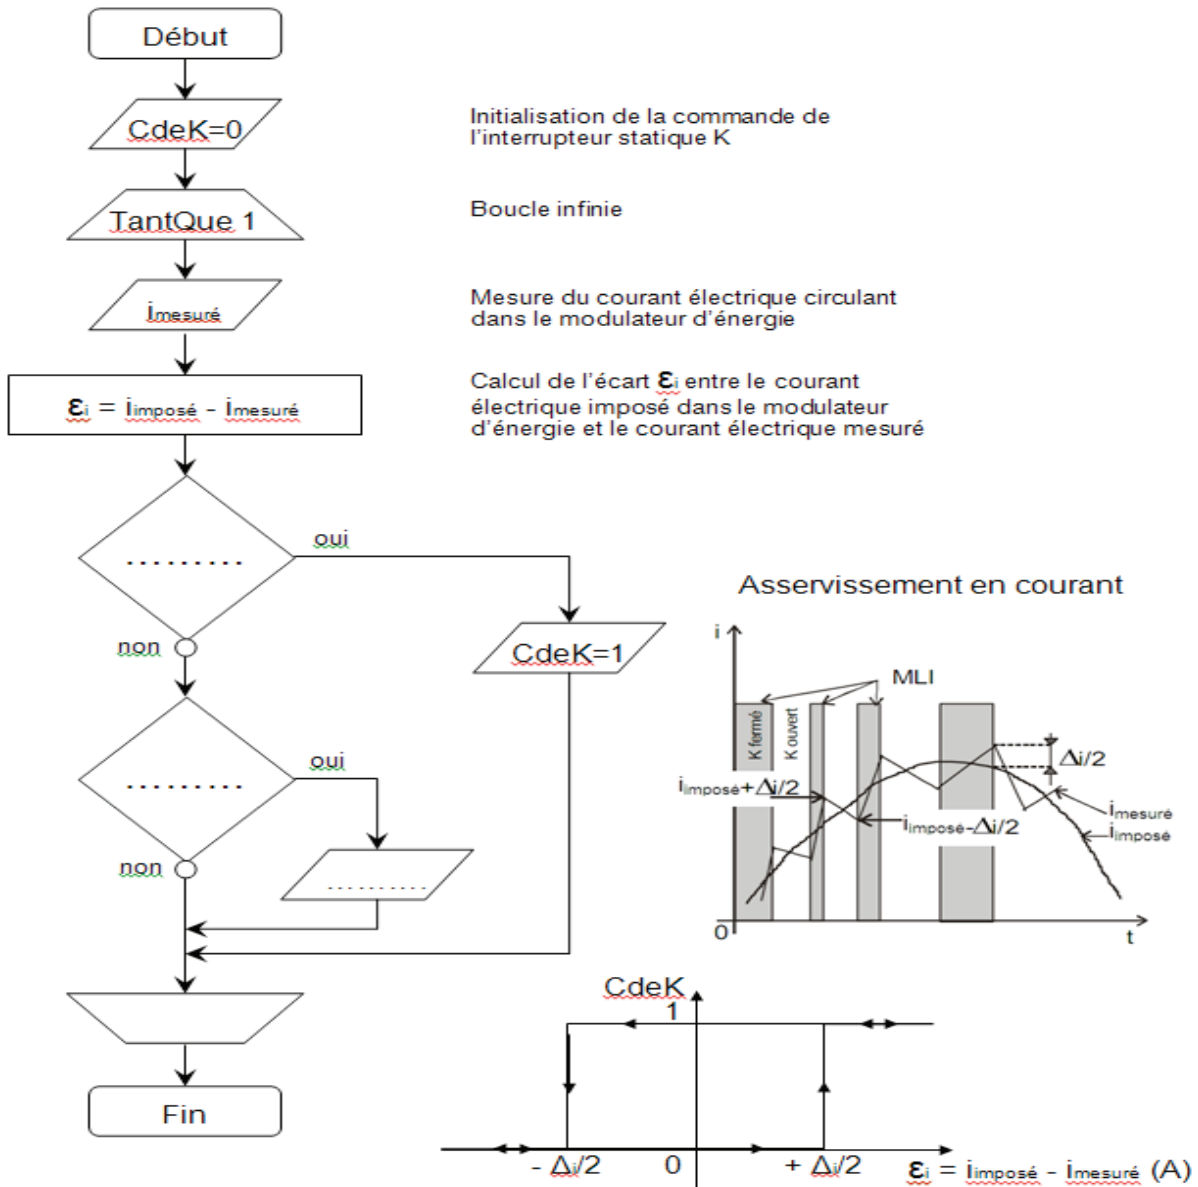 Début
CdeK=0
Initialisation de la commande de
l'interrupteur statique K
TantQue 1
Boucle infinie
imesuré
Mesure du courant électrique circulant
dans le modulateur d'énergie
εi = iimposé - imesuré
Calcul de l'écart εi entre le courant
électrique imposé dans le modulateur
d'énergie et le courant électrique mesuré
.........
oui
non
CdeK=1
.........
oui
non
..........
Fin
Asservissement en courant
i
MLI
K fermé
K ouvert
Δi/2
iimposé+Δi/2
iimposé-Δi/2
imesuré
iimposé
0
t
CdeK
1
- Δi/2
0
+ Δi/2
εi = iimposé - imesuré (A)